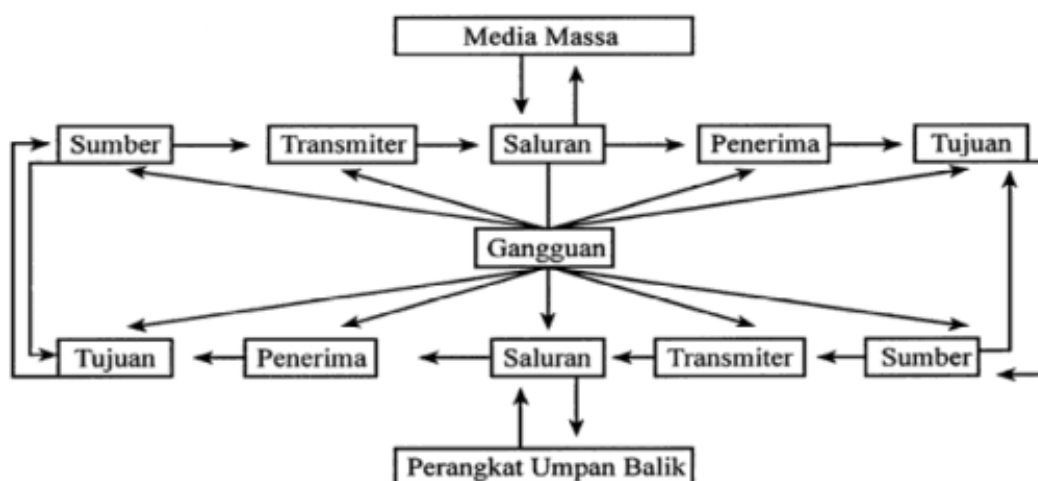 Media Massa
Sumber
Transmiter
Saluran
Penerima
Tujuan
Gangguan
Tujuan
Penerima
Saluran
Transmiter
Sumber
Perangkat Umpan Balik